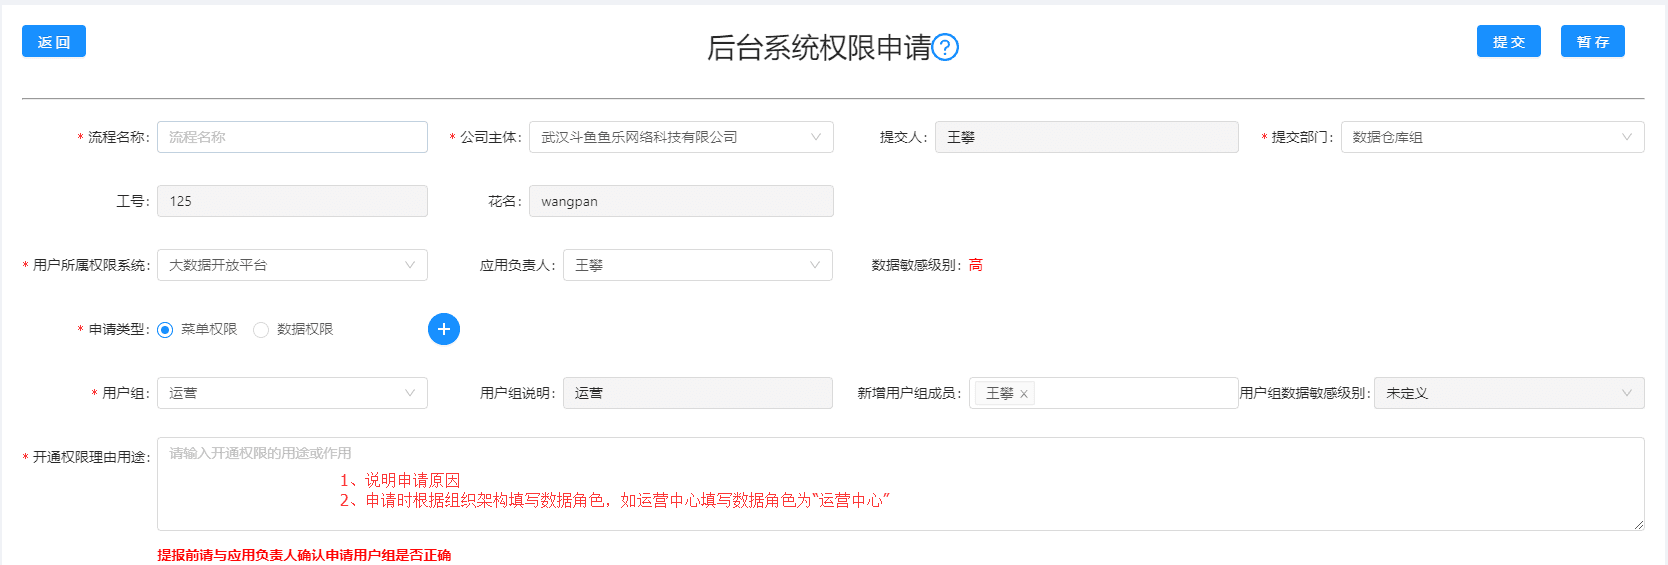 返 回
后台系统权限申请?
提 交
暂 存
* 流程名称: 流程名称
* 公司主体: 武汉斗鱼鱼乐网络科技有限公司
提交人: 王攀
* 提交部门: 数据仓库组
工号: 125
花名: wangpan
* 用户所属权限系统: 大数据开放平台
应用负责人: 王攀
数据敏感级别: 高
* 申请类型: 菜单权限 数据权限 +
* 用户组: 运营
用户组说明: 运营
新增用户组成员: 王攀 x
用户组数据敏感级别: 未定义
* 开通权限理由用途: 请输入开通权限的用途或作用
1、说明申请原因
2、申请时根据组织架构填写数据角色，如运营中心填写数据角色为“运营中心”
提报前请与应用负责人确认申请用户组是否正确